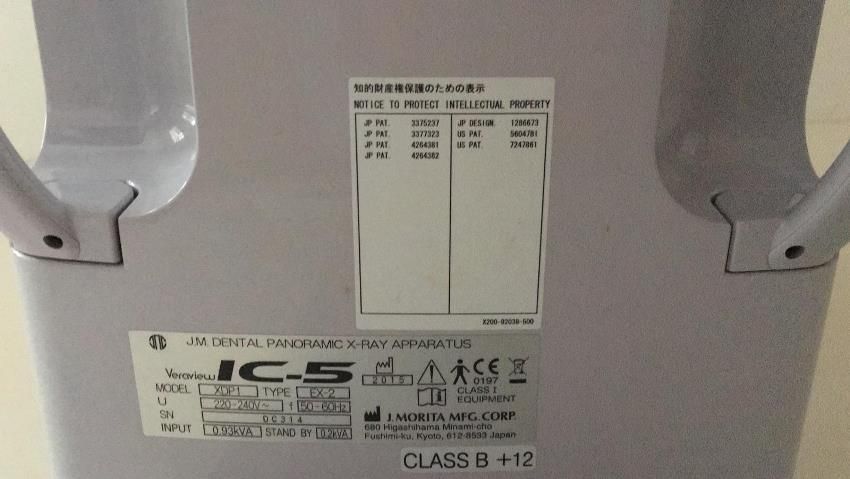 知的財産権保護のための表示
NOTICE TO PROTECT INTELLECTUAL PROPERTY
JP PAT. 3375237
JP PAT. 3377323
JP PAT. 4264381
JP PAT. 4264382
JP DESIGN. 1286673
US PAT. 5604781
US PAT. 7247861
X200-92038-500
J.M. DENTAL PANORAMIC X-RAY APPARATUS
Veraview IC-5
MODEL XDP1 TYPE EX-2
U 220-240V~ f 50-60Hz
SN 0C314
INPUT 0.93kVA STAND BY 0.2kVA
2015
CE 0197
CLASS I
EQUIPMENT
J. MORITA MFG. CORP.
680 Higashihama Minami-cho
Fushimi-ku, Kyoto, 612-8533 Japan
CLASS B +12